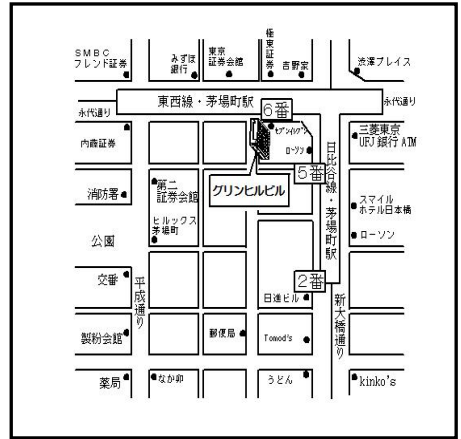 SMBC
フレンド証券
みずほ
銀行
東京
証券会館
極東証券
吉野家
渋澤プレイス
永代通り
東西線・茅場町駅
6番
永代通り
内藤証券
セブンイレブン
ローソン
5番
日比谷線・茅場町駅
三菱東京
UFJ銀行ATM
消防署
第二
証券会館
グリンヒルビル
スマイル
ホテル日本橋
ヒルックス
茅場町
ローソン
公園
交番
平成通り
2番
日進ビル
新大橋通り
製粉会館
郵便局
Tomod's
薬局
なか卯
うどん
kinko's